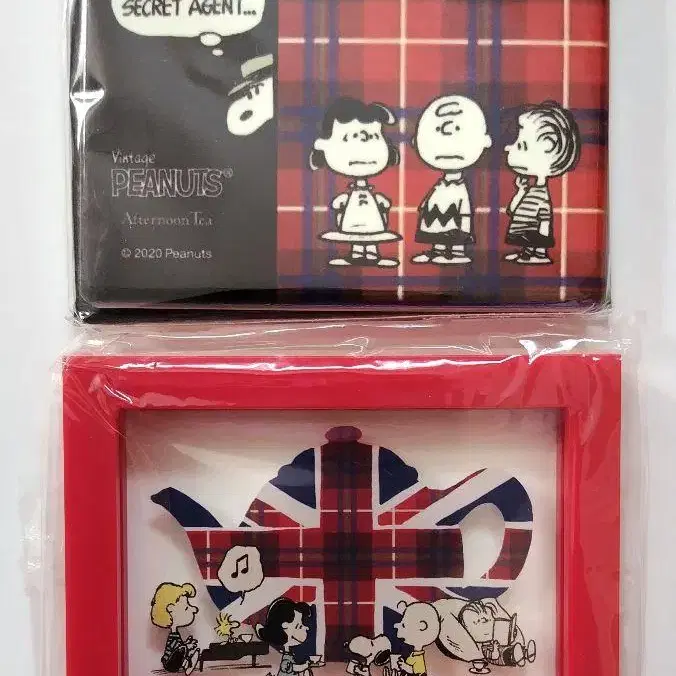 SECRET AGENT...
Vintage
PEANUTS®
Afternoon Tea
© 2020 Peanuts